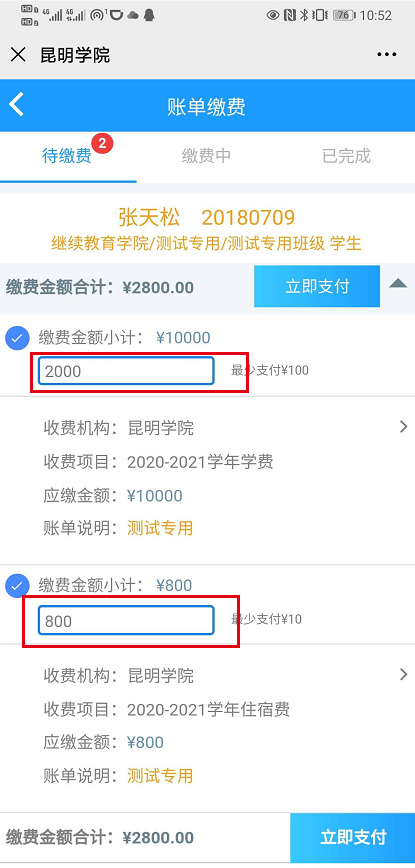 HD 4G 4G 1 76 10:52
昆明学院
账单缴费
待缴费 2 缴费中 已完成
张天松 20180709
继续教育学院/测试专用/测试专用班级 学生
缴费金额合计：¥2800.00 立即支付
缴费金额小计： ¥10000
2000 最少支付¥100
收费机构：昆明学院
收费项目：2020-2021学年学费
应缴金额：¥10000
账单说明：测试专用
缴费金额小计： ¥800
800 最少支付¥10
收费机构：昆明学院
收费项目：2020-2021学年住宿费
应缴金额：¥800
账单说明：测试专用
缴费金额合计：¥2800.00 立即支付